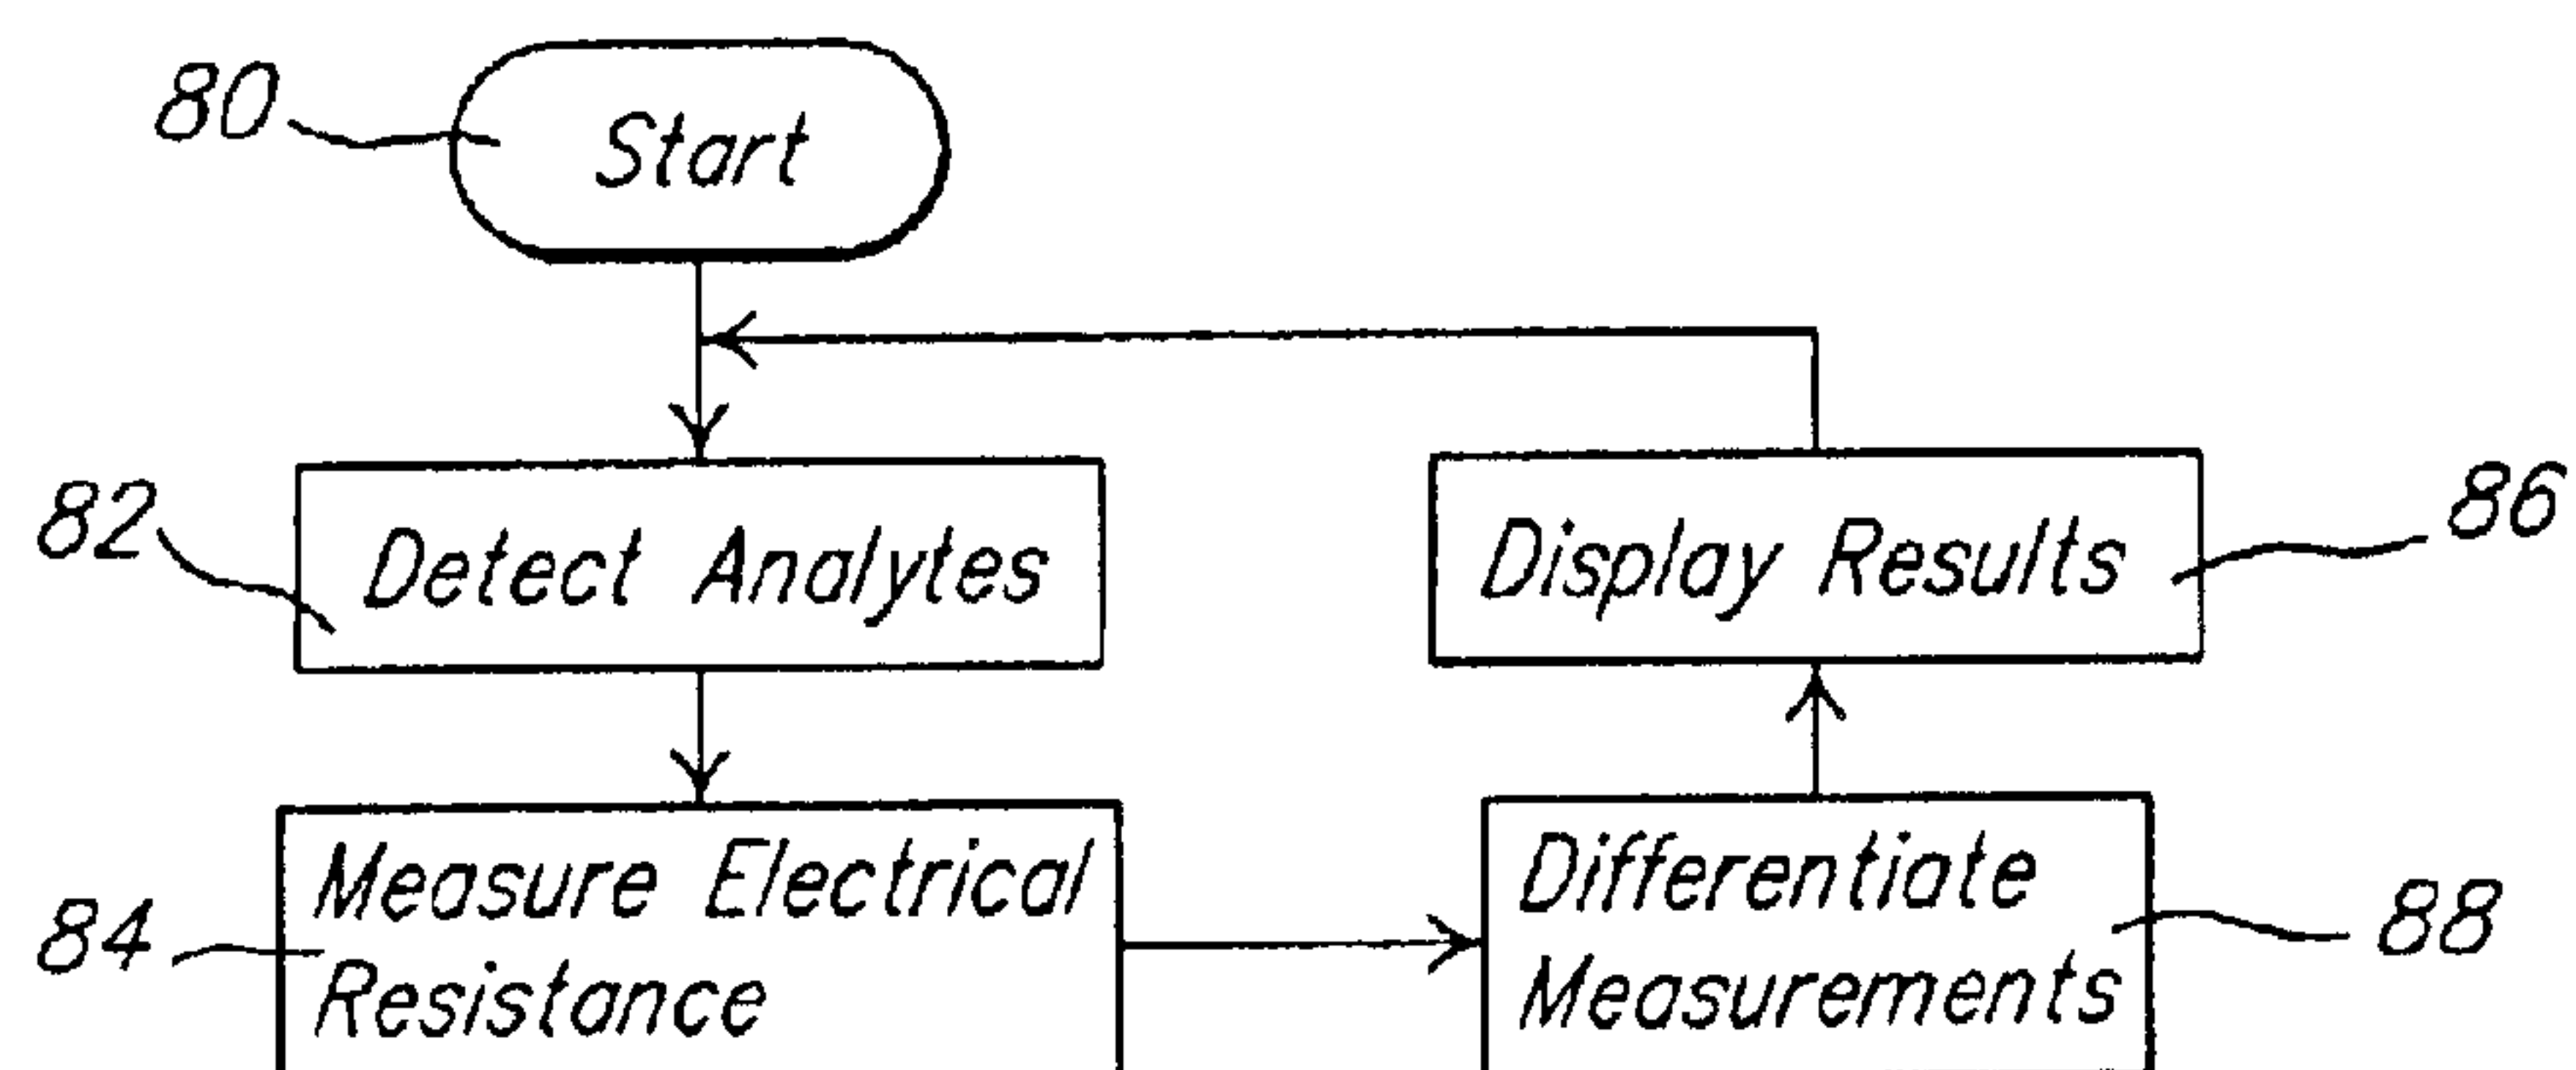 80
Start
82
Detect Analytes
Display Results
86
84
Measure Electrical
Resistance
Differentiate
Measurements
88